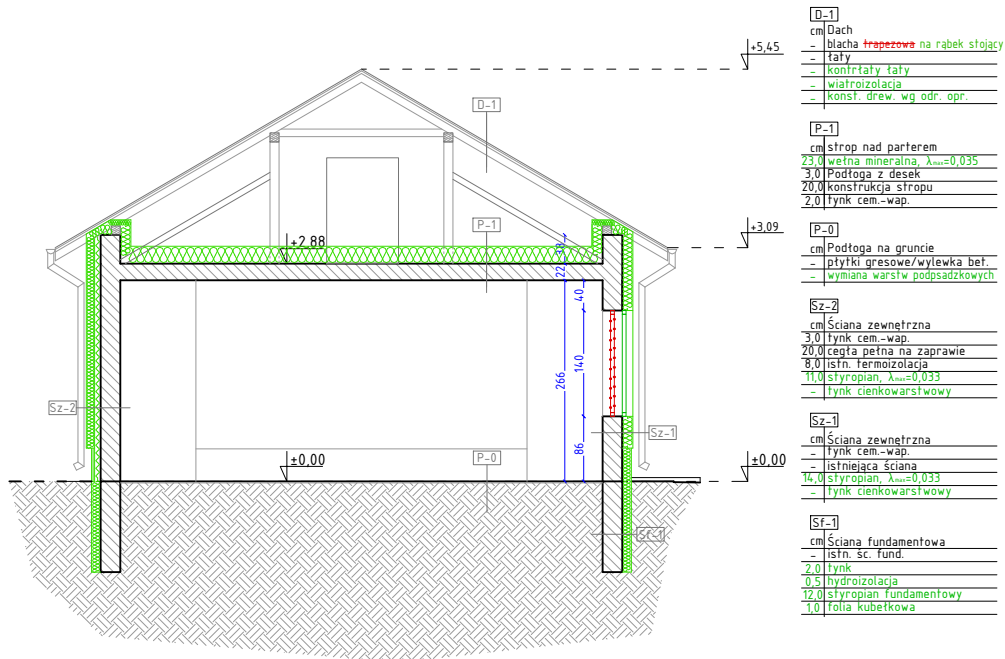 +5,45
D-1
P-1
+2,88
+3,09
22
38
40
140
266
86
Sz-2
Sz-1
P-0
±0,00
±0,00
Sf-1
D-1
cm Dach
- blacha trapezowa na rąbek stojący
- łaty
- kontrłaty łaty
- wiatroizolacja
- konst. drew. wg odr. opr.
P-1
cm strop nad parterem
23,0 wełna mineralna, λmax=0,035
3,0 Podłoga z desek
20,0 konstrukcja stropu
2,0 tynk cem.-wap.
P-0
cm Podłoga na gruncie
- płytki gresowe/wylewka bet.
- wymiana warstw podpsadzkowych
Sz-2
cm Ściana zewnętrzna
3,0 tynk cem.-wap.
20,0 cegła pełna na zaprawie
8,0 istn. termoizolacja
11,0 styropian, λmax=0,033
- tynk cienkowarstwowy
Sz-1
cm Ściana zewnętrzna
- tynk cem.-wap.
- istniejąca ściana
14,0 styropian, λmax=0,033
- tynk cienkowarstwowy
Sf-1
cm Ściana fundamentowa
- istn. śc. fund.
2,0 tynk
0,5 hydroizolacja
12,0 styropian fundamentowy
1,0 folia kubełkowa